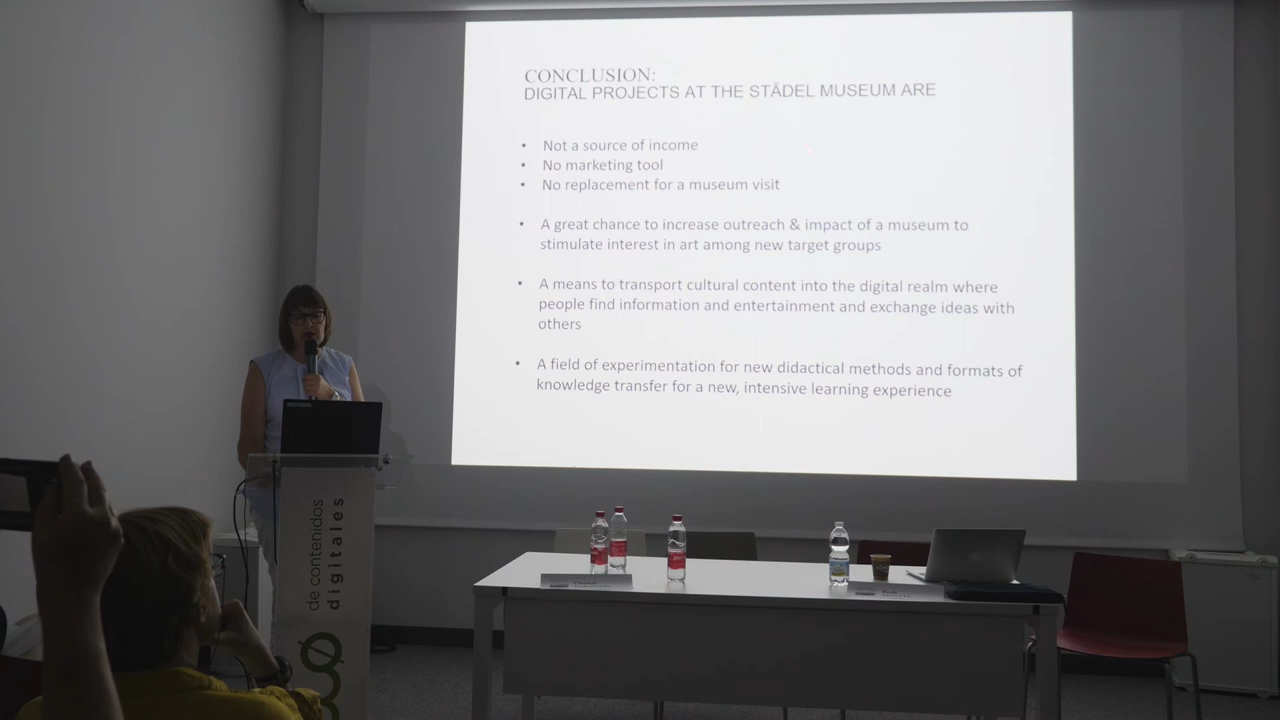 CONCLUSION:
DIGITAL PROJECTS AT THE STÄDEL MUSEUM ARE
• Not a source of income
• No marketing tool
• No replacement for a museum visit
• A great chance to increase outreach & impact of a museum to
stimulate interest in art among new target groups
• A means to transport cultural content into the digital realm where
people find information and entertainment and exchange ideas with
others
• A field of experimentation for new didactical methods and formats of
knowledge transfer for a new, intensive learning experience
de contenidos
digitales